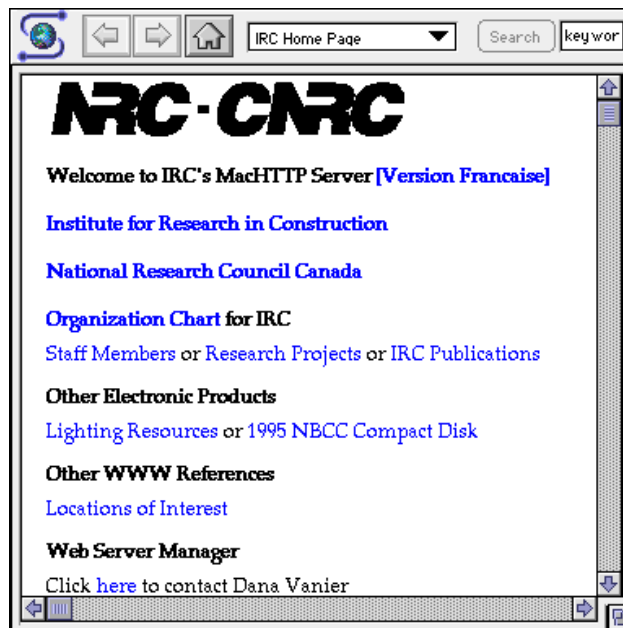 IRC Home Page
Search
keywor
NRC·CNRC
Welcome to IRC's MacHTTP Server [Version Francaise]
Institute for Research in Construction
National Research Council Canada
Organization Chart for IRC
Staff Members or Research Projects or IRC Publications
Other Electronic Products
Lighting Resources or 1995 NBCC Compact Disk
Other WWW References
Locations of Interest
Web Server Manager
Click here to contact Dana Vanier